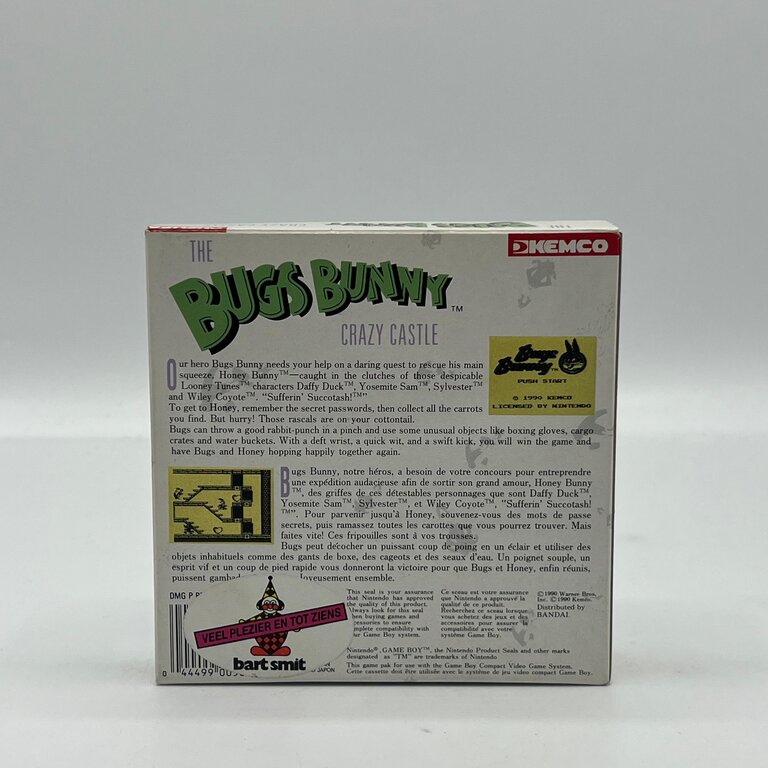 THE
KEMCO
BUGS BUNNY™
CRAZY CASTLE
Our hero Bugs Bunny needs your help on a daring quest to rescue his main
squeeze, Honey Bunny™—caught in the clutches of those despicable
Looney Tunes™ characters Daffy Duck™, Yosemite Sam™, Sylvester™
and Wiley Coyote™. "Sufferin' Succotash!™"
To get to Honey, remember the secret passwords, then collect all the carrots
you find. But hurry! Those rascals are on your cottontail.
Bugs can throw a good rabbit-punch in a pinch and use some unusual objects like boxing gloves, cargo
crates and water buckets. With a deft wrist, a quick wit, and a swift kick, you will win the game and
have Bugs and Honey hopping happily together again.
Bugs Bunny™
PUSH START
© 1990 KEMCO
LICENSED BY NINTENDO
Bugs Bunny, notre héros, a besoin de votre concours pour entreprendre
une expédition audacieuse afin de sortir son grand amour, Honey Bunny
™, des griffes de ces détestables personnages que sont Daffy Duck™,
Yosemite Sam™, Sylvester™, et Wiley Coyote™, "Sufferin' Succotash!
™". Pour parvenir jusqu'à Honey, souvenez-vous des mots de passe
secrets, puis ramassez toutes les carottes que vous pourrez trouver. Mais
faites vite! Ces fripouilles sont à vos trousses.
Bugs peut décocher un puissant coup de poing en un éclair et utiliser des
objets inhabituels comme des gants de boxe, des cageots et des seaux d'eau. Un poignet souple, un
esprit vif et un coup de pied rapide vous donneront la victoire pour que Bugs et Honey, enfin réunis,
puissent gambad joyeusement ensemble.
DMG P
VEEL PLEZIER EN TOT ZIENS
bart smit
0 44499 00
JAPON
This seal is your assurance
that Nintendo has approved
the quality of this product.
Always look for this seal
when buying games and
accessories to ensure
complete compatibility with
your Game Boy system.
Ce sceau est votre assurance
que Nintendo a approuvé la
qualité de ce produit.
Recherchez ce sceau lorsque
vous achetez des jeux et des
accessoires pour assurer la
compatibilité avec votre
système Game Boy.
©1990 Warner Bros.
Inc. ©1990 Kemco.
Distributed by
BANDAI.
Nintendo®, GAME BOY™, the Nintendo Product Seals and other marks
designated as "TM" are trademarks of Nintendo
This game pak for use with the Game Boy Compact Video Game System.
Cette cassette doit être utilisée avec le système de jeu video compact Game Boy.